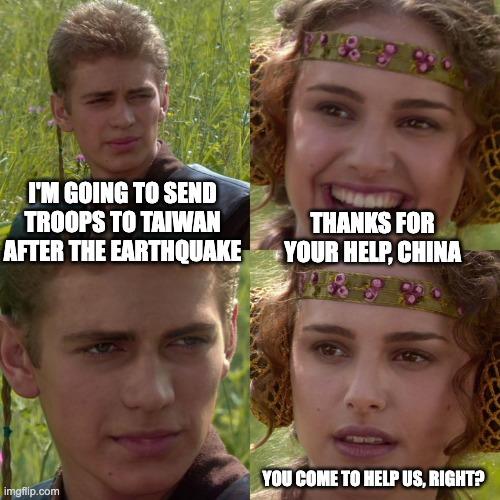 I'M GOING TO SEND
TROOPS TO TAIWAN
AFTER THE EARTHQUAKE
THANKS FOR
YOUR HELP, CHINA
YOU COME TO HELP US, RIGHT?
imgflip.com